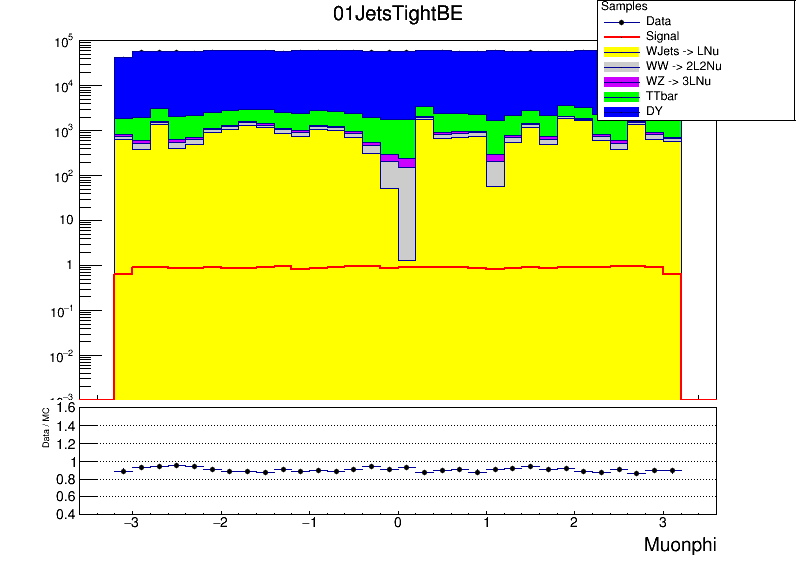 01JetsTightBE
Samples
Data
Signal
WJets -> LNu
WW -> 2L2Nu
WZ -> 3LNu
TTbar
DY
10^5
10^4
10^3
10^2
10
1
10^−1
10^−2
10^−3
Data / MC
1.6
1.4
1.2
1
0.8
0.6
0.4
−3 −2 −1 0 1 2 3
Muonphi